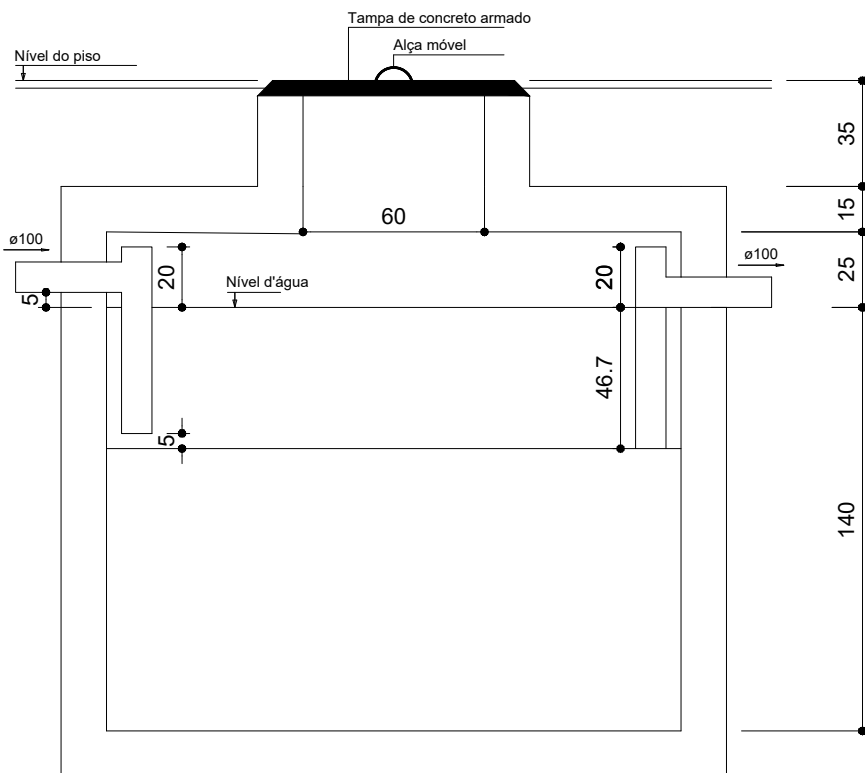 Tampa de concreto armado
Alça móvel
Nível do piso
35
15
60
ø100
ø100
20
20
25
Nível d'água
5
46.7
5
140